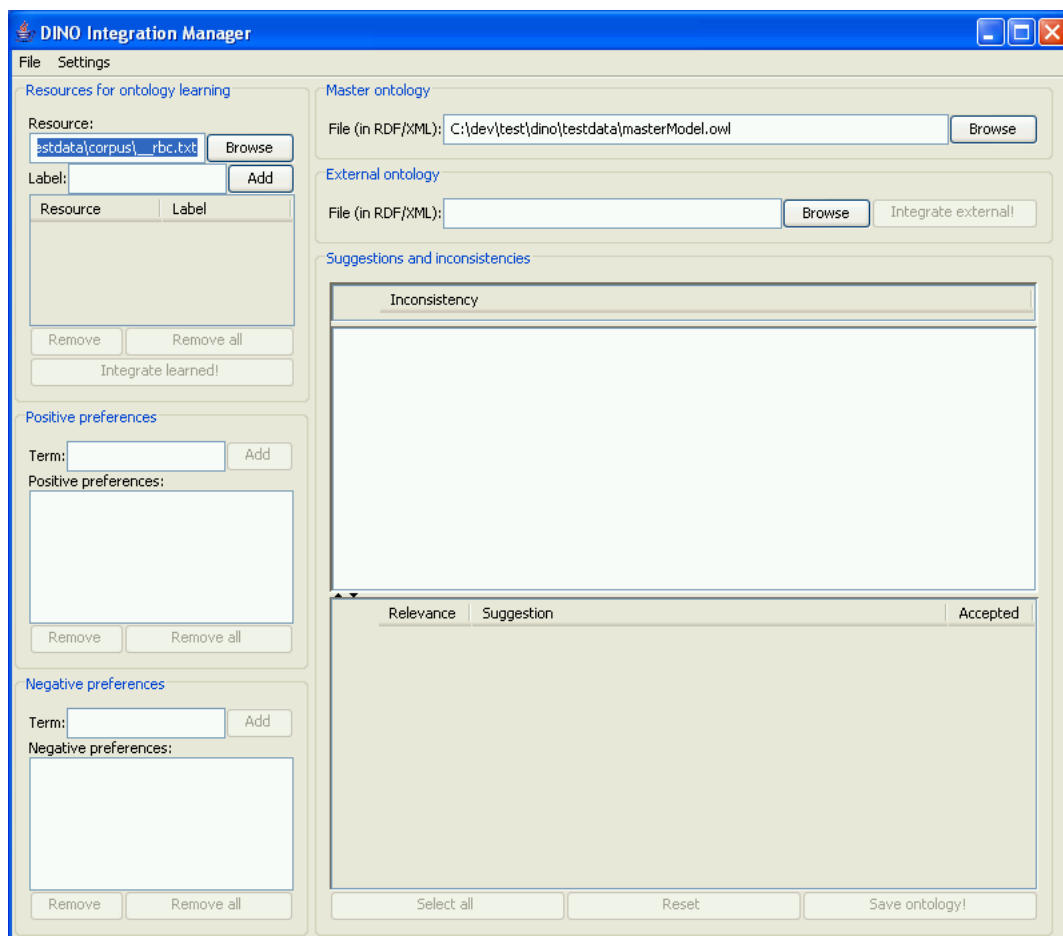 DINO Integration Manager
File Settings
Resources for ontology learning
Resource:
estdata\corpus\__rbc.txt Browse
Label: Add
Resource Label
Remove Remove all
Integrate learned!
Positive preferences
Term: Add
Positive preferences:
Remove Remove all
Negative preferences
Term: Add
Negative preferences:
Remove Remove all
Master ontology
File (in RDF/XML): C:\dev\test\dino\testdata\masterModel.owl Browse
External ontology
File (in RDF/XML): Browse Integrate external!
Suggestions and inconsistencies
Inconsistency
Relevance Suggestion Accepted
Select all Reset Save ontology!